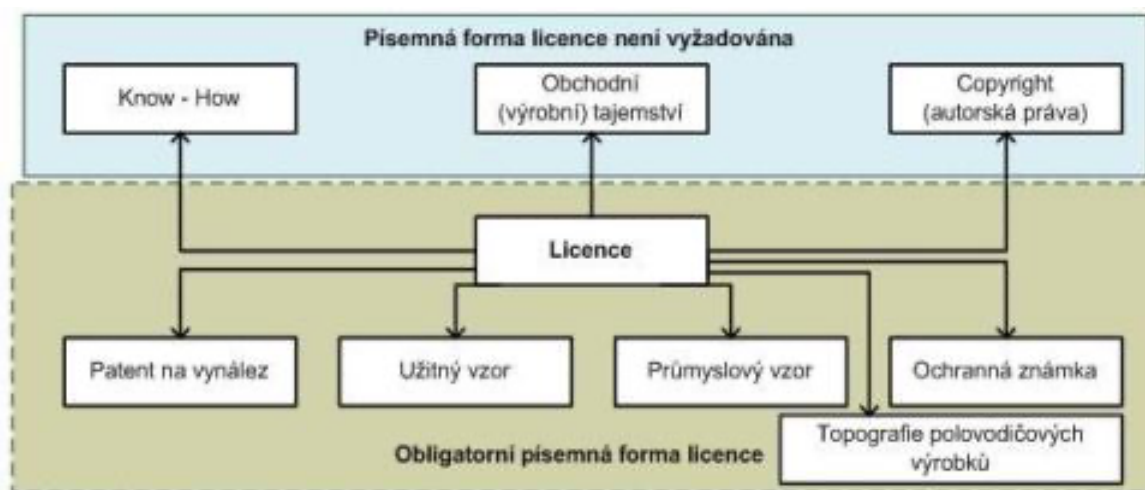 Písemná forma licence není vyžadována
Know - How
Obchodní
(výrobní) tajemství
Copyright
(autorská práva)
Licence
Patent na vynález
Užitný vzor
Průmyslový vzor
Ochranná známka
Obligatorní písemná forma licence
Topografie polovodičových
výrobků